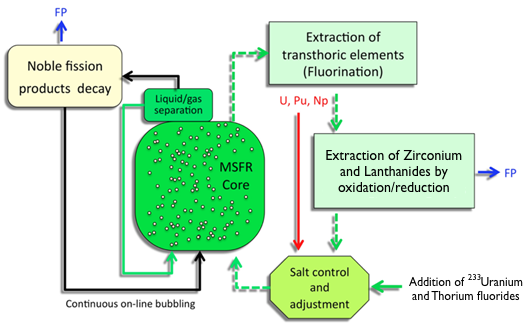 FP
Noble fission
products decay
Liquid/gas
separation
Extraction of
transthoric elements
(Fluorination)
U, Pu, Np
MSFR
Core
Extraction of Zirconium
and Lanthanides by
oxidation/reduction
FP
Salt control
and
adjustment
Addition of ²³³Uranium
and Thorium fluorides
Continuous on-line bubbling